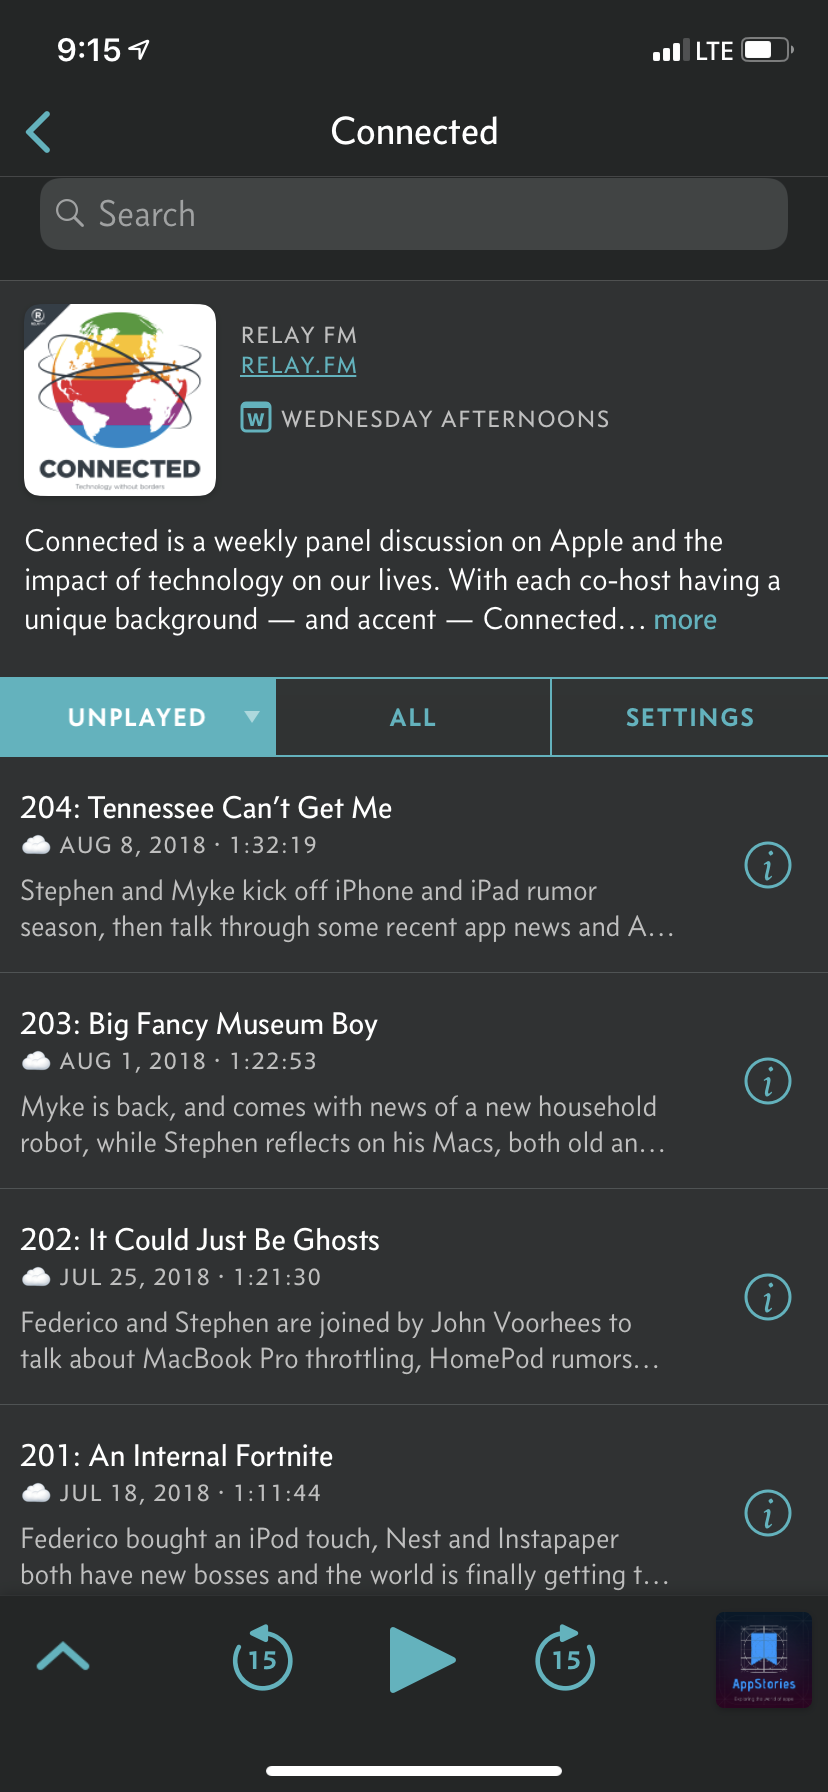 9:15
LTE
Connected
Search
RELAY FM
RELAY.FM
W WEDNESDAY AFTERNOONS
CONNECTED
Technology without borders
Connected is a weekly panel discussion on Apple and the
impact of technology on our lives. With each co-host having a
unique background — and accent — Connected… more
UNPLAYED
ALL
SETTINGS
204: Tennessee Can't Get Me
AUG 8, 2018 · 1:32:19
Stephen and Myke kick off iPhone and iPad rumor
season, then talk through some recent app news and A…
203: Big Fancy Museum Boy
AUG 1, 2018 · 1:22:53
Myke is back, and comes with news of a new household
robot, while Stephen reflects on his Macs, both old an…
202: It Could Just Be Ghosts
JUL 25, 2018 · 1:21:30
Federico and Stephen are joined by John Voorhees to
talk about MacBook Pro throttling, HomePod rumors…
201: An Internal Fortnite
JUL 18, 2018 · 1:11:44
Federico bought an iPod touch, Nest and Instapaper
both have new bosses and the world is finally getting t…
15
15
AppStories
Exploring the world of apps